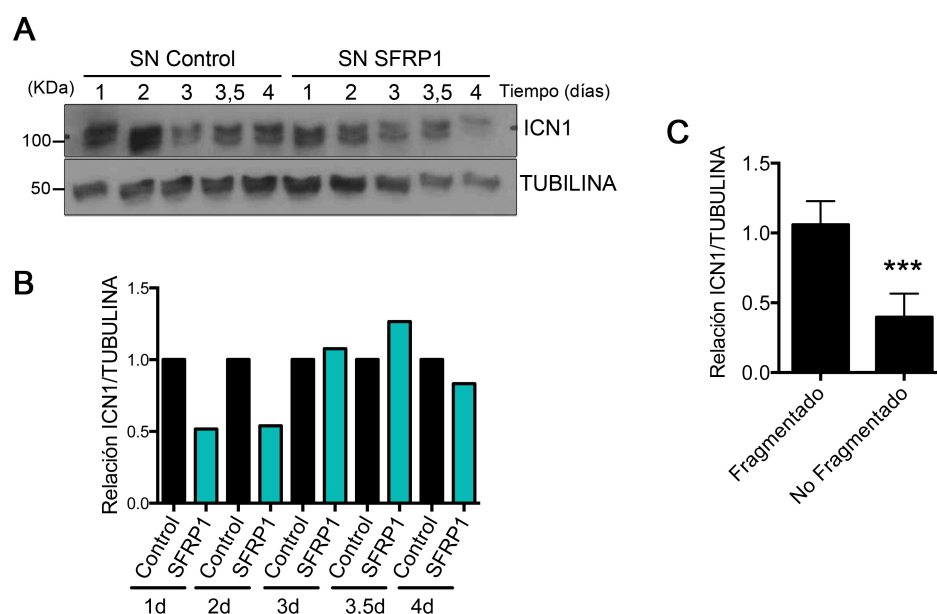 A
SN Control SN SFRP1
(KDa) 1 2 3 3,5 4 1 2 3 3,5 4 Tiempo (días)
100 ICN1
50 TUBILINA
B
Relación ICN1/TUBULINA
1.5
1.0
0.5
0.0
Control SFRP1 Control SFRP1 Control SFRP1 Control SFRP1 Control SFRP1
1d 2d 3d 3.5d 4d
C
Relación ICN1/TUBULINA
1.5
1.0
0.5
0.0
***
Fragmentado
No Fragmentado